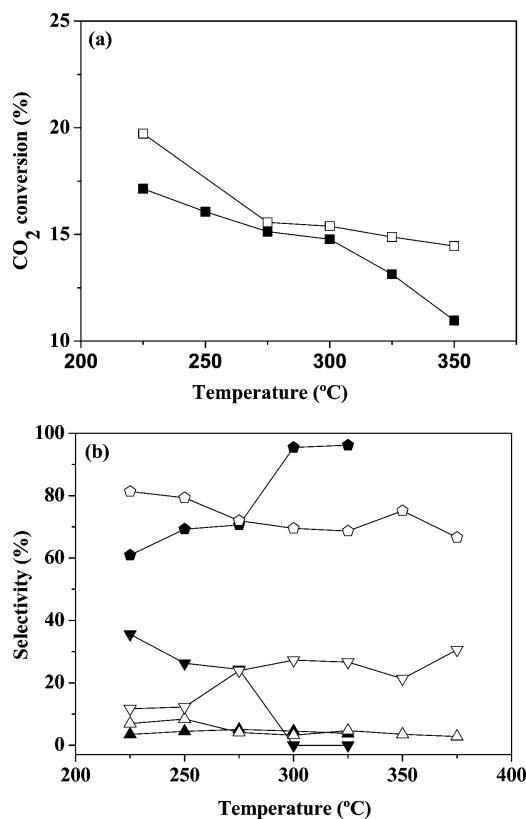 25
(a)
20
15
10
CO2 conversion (%)
200 250 300 350
Temperature (ºC)
100
(b)
80
60
40
20
0
Selectivity (%)
200 250 300 350 400
Temperature (ºC)